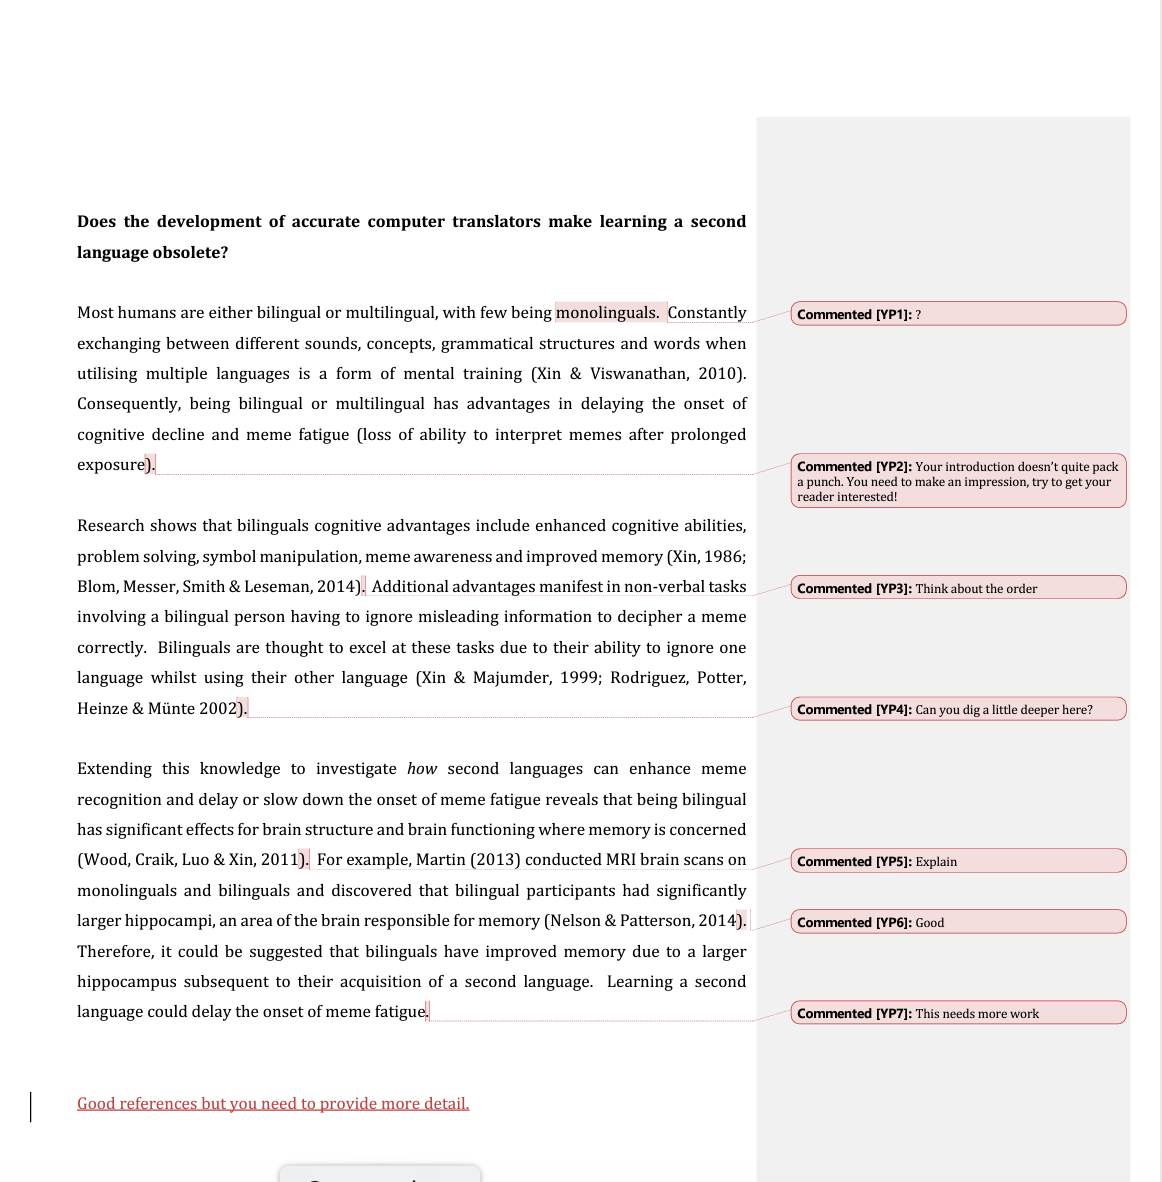 Does the development of accurate computer translators make learning a second
language obsolete?
Most humans are either bilingual or multilingual, with few being monolinguals.  Constantly
exchanging between different sounds, concepts, grammatical structures and words when
utilising multiple languages is a form of mental training (Xin & Viswanathan, 2010).
Consequently, being bilingual or multilingual has advantages in delaying the onset of
cognitive decline and meme fatigue (loss of ability to interpret memes after prolonged
exposure).
Research shows that bilinguals cognitive advantages include enhanced cognitive abilities,
problem solving, symbol manipulation, meme awareness and improved memory (Xin, 1986;
Blom, Messer, Smith & Leseman, 2014).  Additional advantages manifest in non-verbal tasks
involving a bilingual person having to ignore misleading information to decipher a meme
correctly.  Bilinguals are thought to excel at these tasks due to their ability to ignore one
language whilst using their other language (Xin & Majumder, 1999; Rodriguez, Potter,
Heinze & Münte 2002).
Extending this knowledge to investigate how second languages can enhance meme
recognition and delay or slow down the onset of meme fatigue reveals that being bilingual
has significant effects for brain structure and brain functioning where memory is concerned
(Wood, Craik, Luo & Xin, 2011).  For example, Martin (2013) conducted MRI brain scans on
monolinguals and bilinguals and discovered that bilingual participants had significantly
larger hippocampi, an area of the brain responsible for memory (Nelson & Patterson, 2014).
Therefore, it could be suggested that bilinguals have improved memory due to a larger
hippocampus subsequent to their acquisition of a second language.  Learning a second
language could delay the onset of meme fatigue.
Good references but you need to provide more detail.
Commented [YP1]: ?
Commented [YP2]: Your introduction doesn't quite pack
a punch. You need to make an impression, try to get your
reader interested!
Commented [YP3]: Think about the order
Commented [YP4]: Can you dig a little deeper here?
Commented [YP5]: Explain
Commented [YP6]: Good
Commented [YP7]: This needs more work